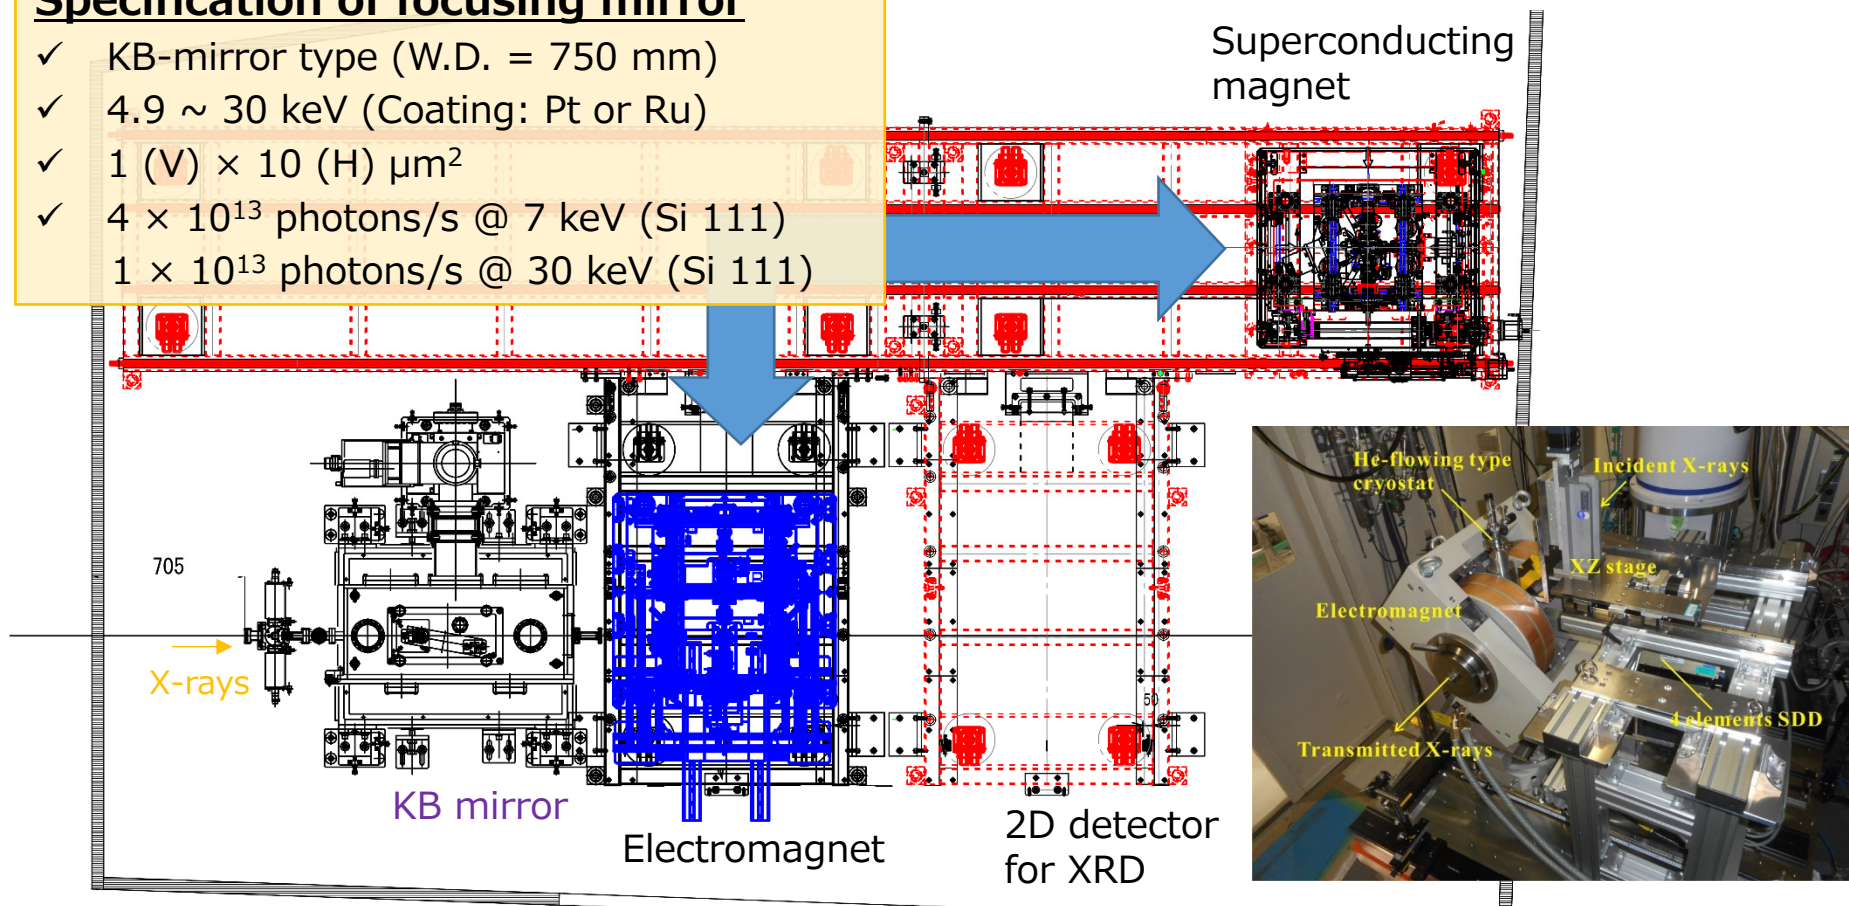 Specification of focusing mirror
✓ KB-mirror type (W.D. = 750 mm)
✓ 4.9 ~ 30 keV (Coating: Pt or Ru)
✓ 1 (V) × 10 (H) μm²
✓ 4 × 10¹³ photons/s @ 7 keV (Si 111)
1 × 10¹³ photons/s @ 30 keV (Si 111)
Superconducting
magnet
705
X-rays
KB mirror
Electromagnet
50
2D detector
for XRD
He-flowing type
cryostat
Incident X-rays
XZ stage
Electromagnet
4 elements SDD
Transmitted X-rays